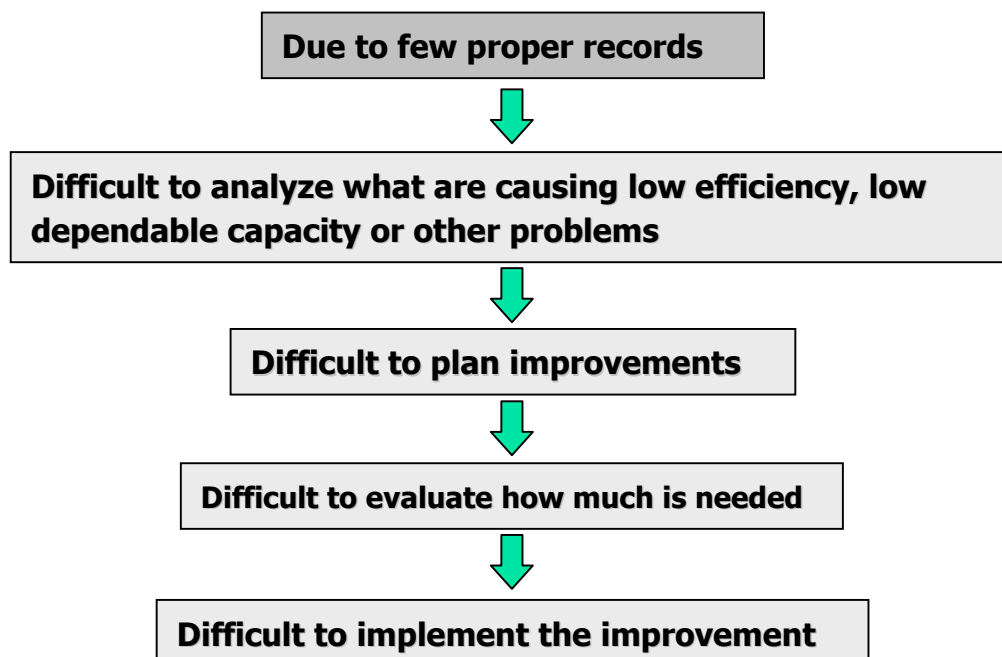 Due to few proper records
Difficult to analyze what are causing low efficiency, low
dependable capacity or other problems
Difficult to plan improvements
Difficult to evaluate how much is needed
Difficult to implement the improvement